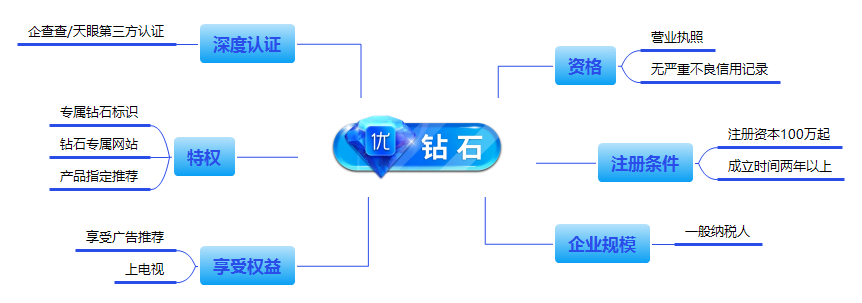 企查查/天眼第三方认证
深度认证
专属钻石标识
钻石专属网站
产品指定推荐
特权
享受广告推荐
上电视
享受权益
优
钻石
资格
营业执照
无严重不良信用记录
注册条件
注册资本100万起
成立时间两年以上
企业规模
一般纳税人